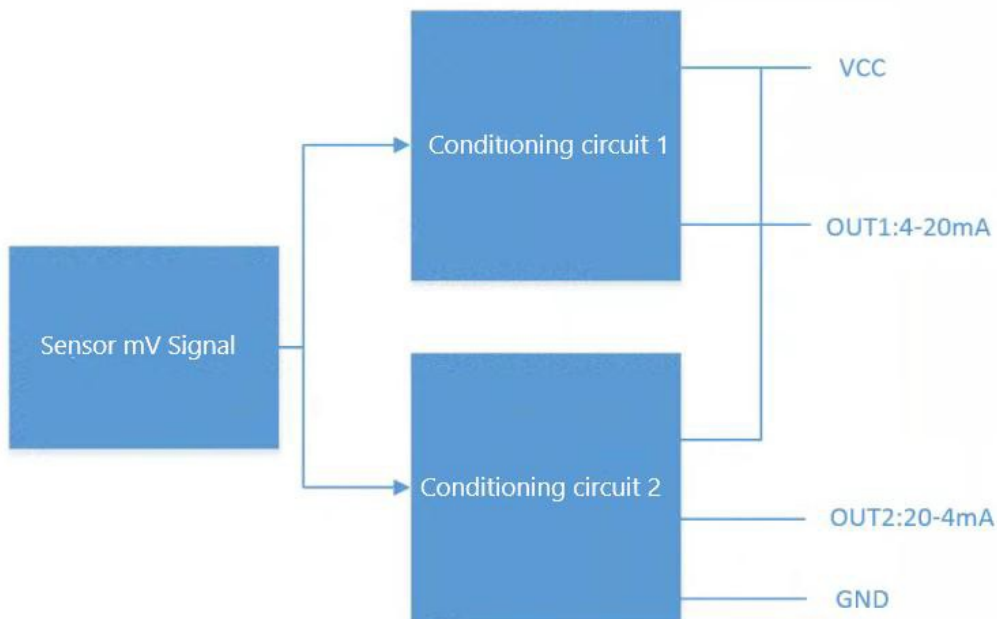 Conditioning circuit 1
VCC
OUT1:4-20mA
Sensor mV Signal
Conditioning circuit 2
OUT2:20-4mA
GND